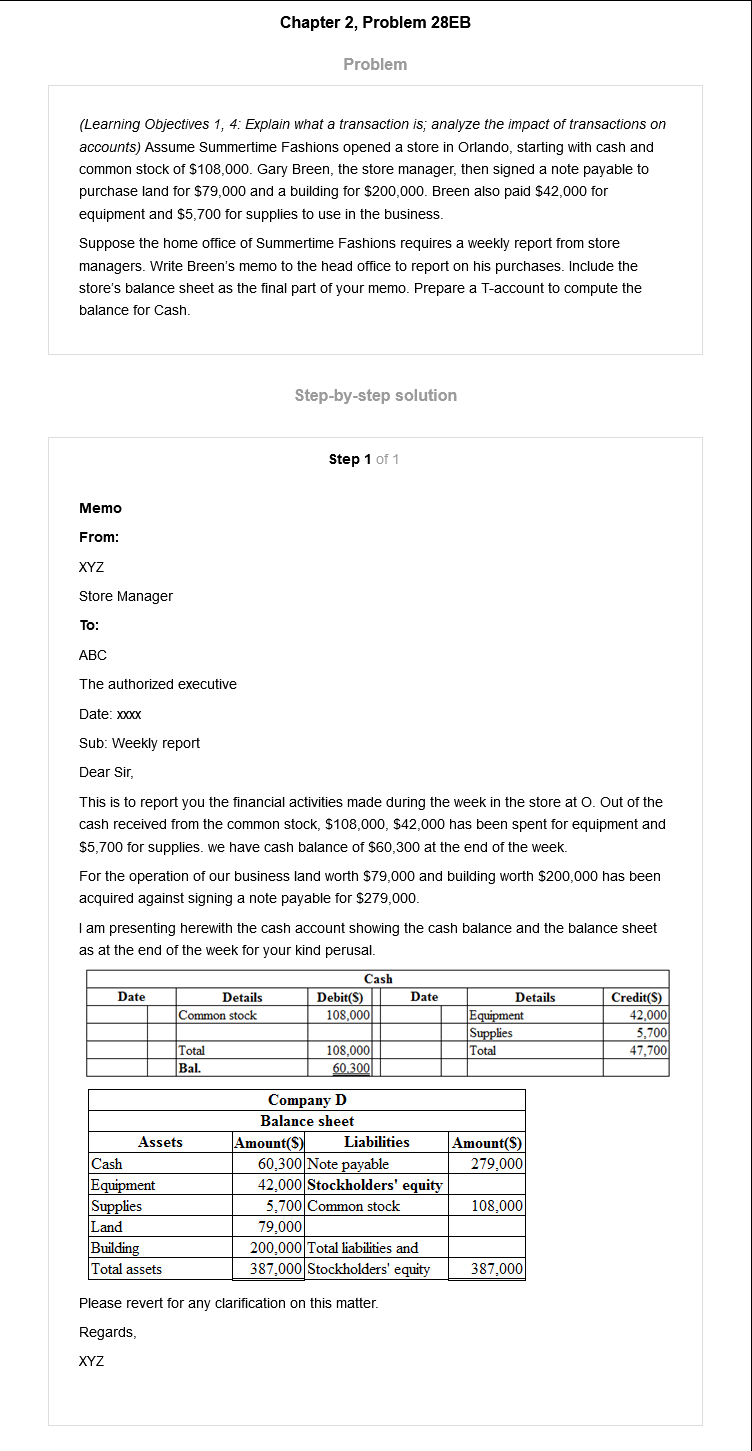 Chapter 2, Problem 28EB
Problem
(Learning Objectives 1, 4: Explain what a transaction is; analyze the impact of transactions on
accounts) Assume Summertime Fashions opened a store in Orlando, starting with cash and
common stock of $108,000. Gary Breen, the store manager, then signed a note payable to
purchase land for $79,000 and a building for $200,000. Breen also paid $42,000 for
equipment and $5,700 for supplies to use in the business.
Suppose the home office of Summertime Fashions requires a weekly report from store
managers. Write Breen's memo to the head office to report on his purchases. Include the
store's balance sheet as the final part of your memo. Prepare a T-account to compute the
balance for Cash.
Step-by-step solution
Step 1 of 1
Memo
From:
XYZ
Store Manager
To:
ABC
The authorized executive
Date: xxxx
Sub: Weekly report
Dear Sir,
This is to report you the financial activities made during the week in the store at O. Out of the
cash received from the common stock, $108,000, $42,000 has been spent for equipment and
$5,700 for supplies. we have cash balance of $60,300 at the end of the week.
For the operation of our business land worth $79,000 and building worth $200,000 has been
acquired against signing a note payable for $279,000.
I am presenting herewith the cash account showing the cash balance and the balance sheet
as at the end of the week for your kind perusal.
Cash
Date Details Debit($) Date Details Credit($)
Common stock 108,000 Equipment 42,000
Supplies 5,700
Total 108,000 Total 47,700
Bal. 60,300
Company D
Balance sheet
Assets Amount($) Liabilities Amount($)
Cash 60,300 Note payable 279,000
Equipment 42,000 Stockholders' equity
Supplies 5,700 Common stock 108,000
Land 79,000
Building 200,000 Total liabilities and
Total assets 387,000 Stockholders' equity 387,000
Please revert for any clarification on this matter.
Regards,
XYZ